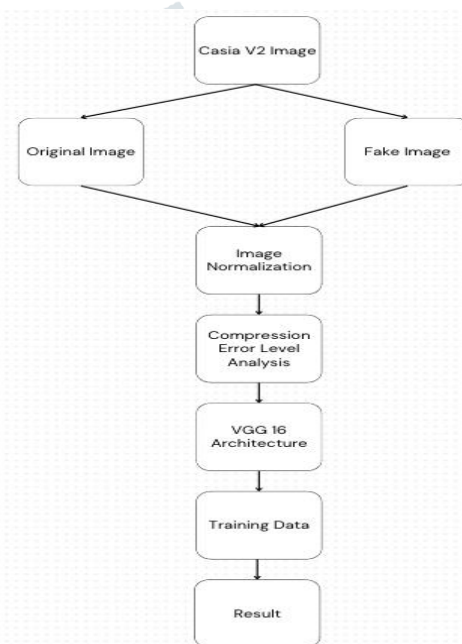 Casia V2 Image
Original Image
Fake Image
Image
Normalization
Compression
Error Level
Analysis
VGG 16
Architecture
Training Data
Result